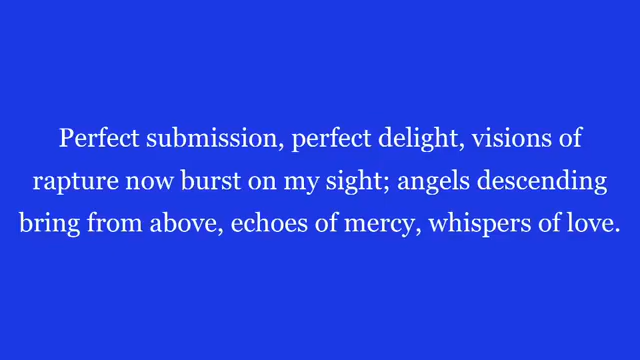 Perfect submission, perfect delight, visions of
rapture now burst on my sight; angels descending
bring from above, echoes of mercy, whispers of love.